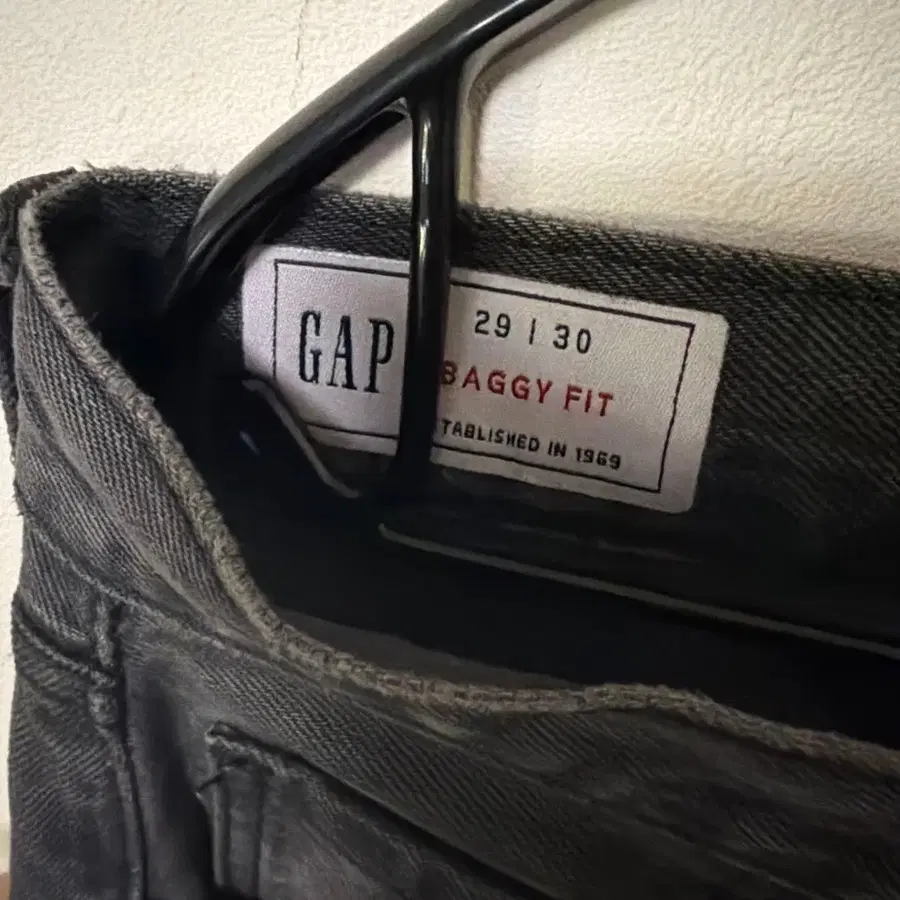 GAP
29 | 30
BAGGY FIT
TABLISHED IN 1969